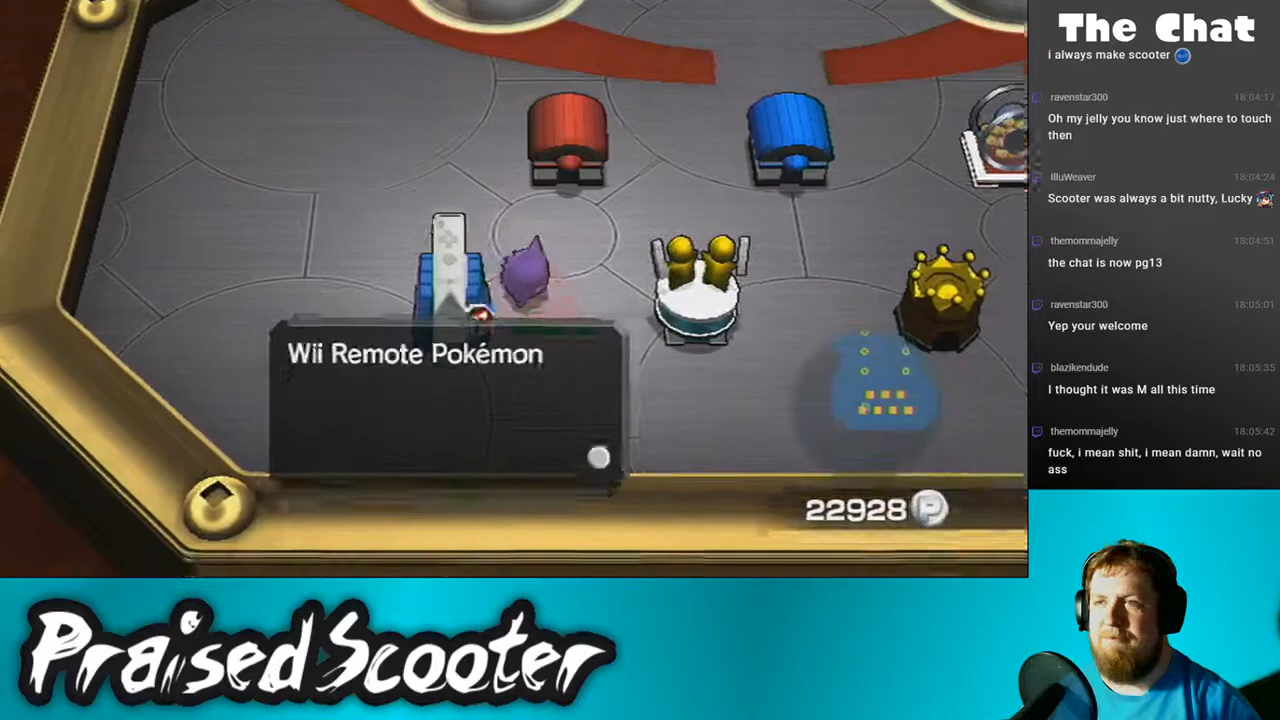 The Chat
i always make scooter
ravenstar300 18:04:17
Oh my jelly you know just where to touch
then
IlluWeaver 18:04:24
Scooter was always a bit nutty, Lucky
themommajelly 18:04:51
the chat is now pg13
ravenstar300 18:05:01
Yep your welcome
blazikendude 18:05:35
I thought it was M all this time
themommajelly 18:05:42
fuck, i mean shit, i mean damn, wait no
ass
Wii Remote Pokémon
22928 P
Praised Scooter